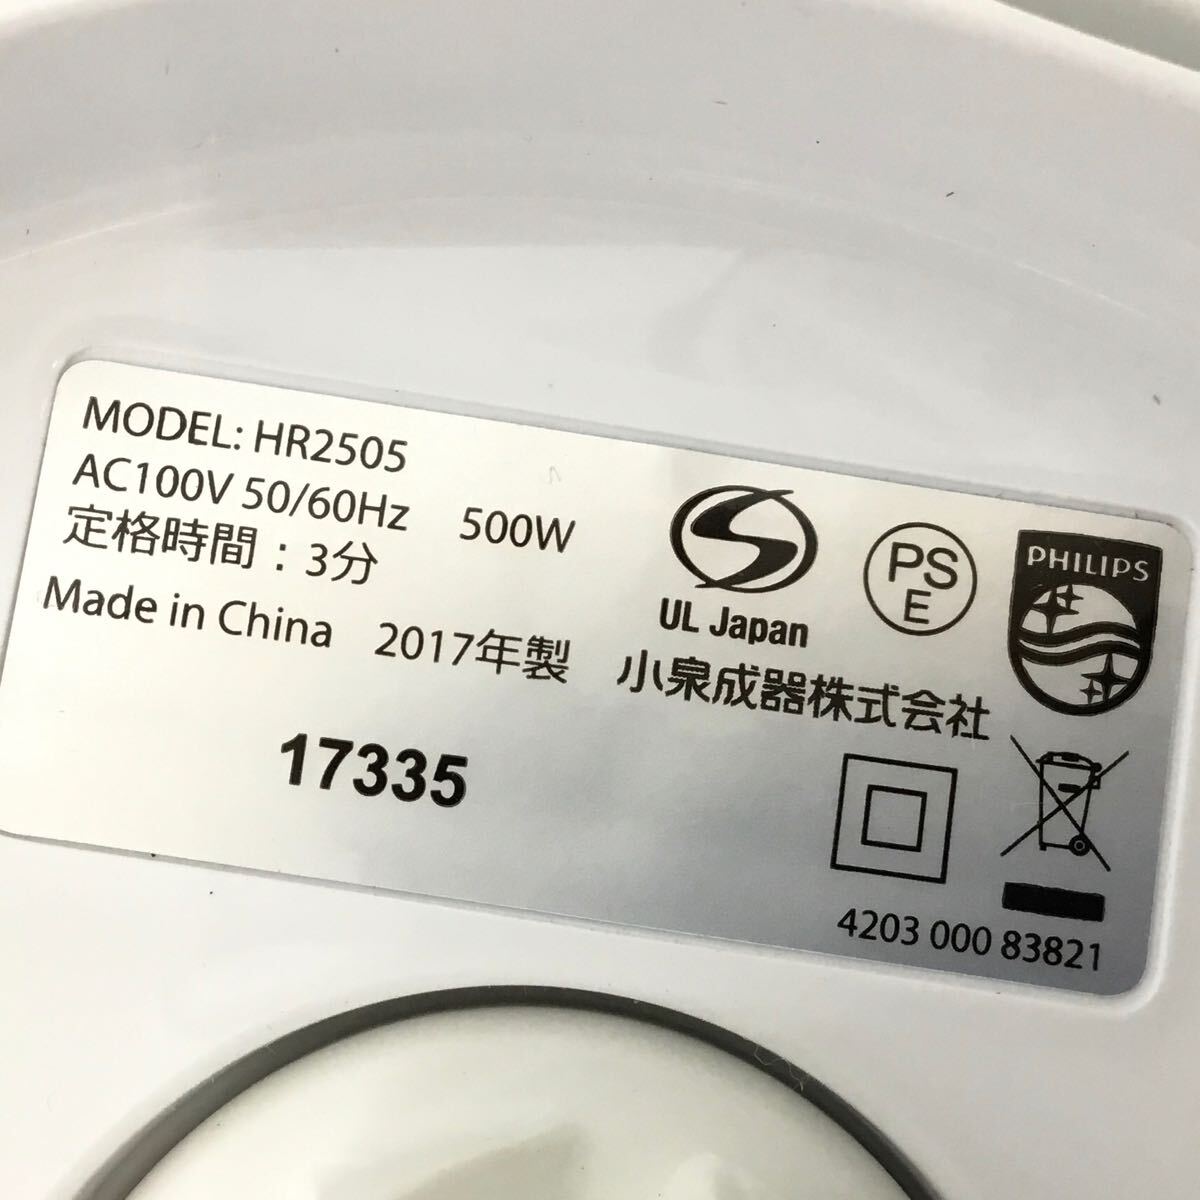 MODEL: HR2505
AC100V 50/60Hz 500W
定格時間：3分
Made in China 2017年製
17335
UL Japan
PS
E
PHILIPS
小泉成器株式会社
4203 000 83821